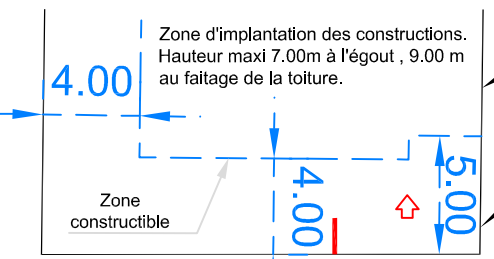 Zone d'implantation des constructions.
Hauteur maxi 7.00m à l'égout , 9.00 m
au faitage de la toiture.
4.00
Zone
constructible
4.00
5.00